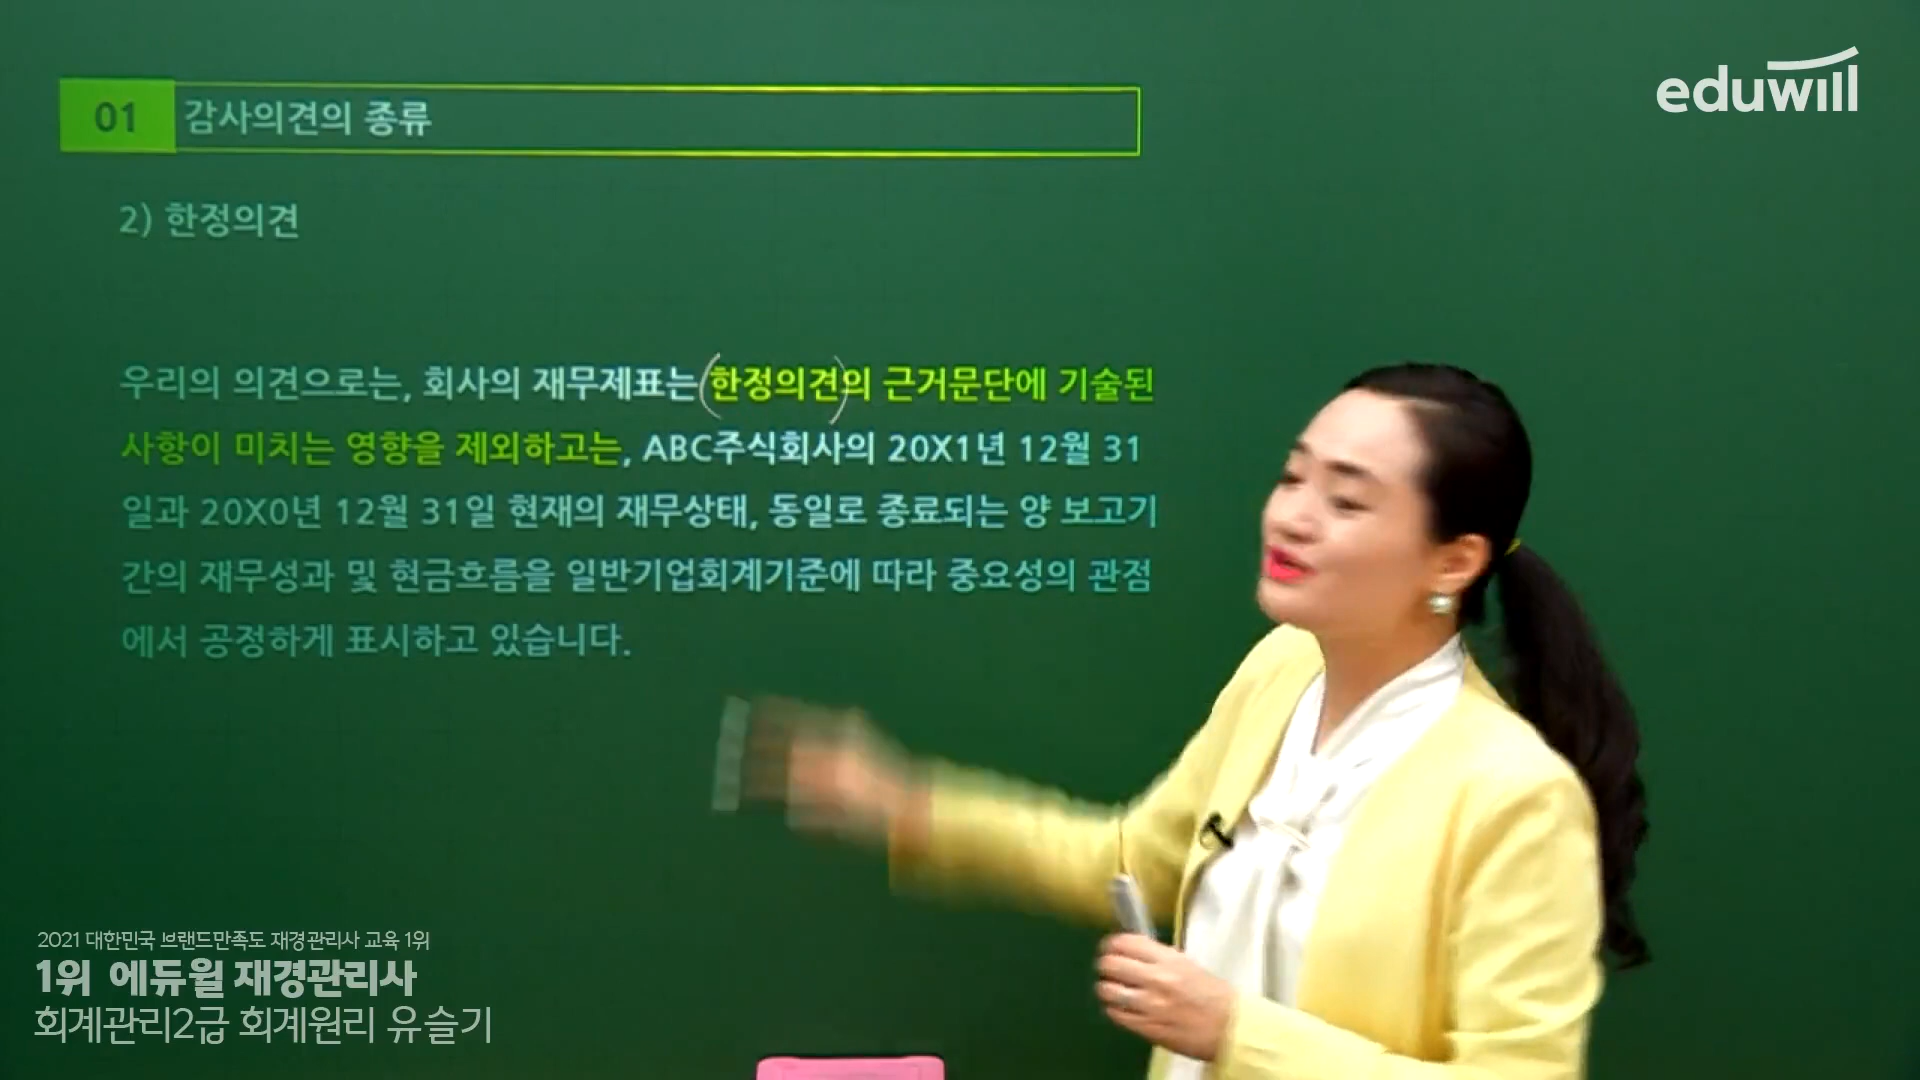 eduwill
01 감사의견의 종류
2) 한정의견
우리의 의견으로는, 회사의 재무제표는 한정의견의 근거문단에 기술된
사항이 미치는 영향을 제외하고는, ABC주식회사의 20X1년 12월 31
일과 20X0년 12월 31일 현재의 재무상태, 동일로 종료되는 양 보고기
간의 재무성과 및 현금흐름을 일반기업회계기준에 따라 중요성의 관점
에서 공정하게 표시하고 있습니다.
2021 대한민국 브랜드만족도 재경관리사 교육 1위
1위 에듀윌 재경관리사
회계관리2급 회계원리 유슬기